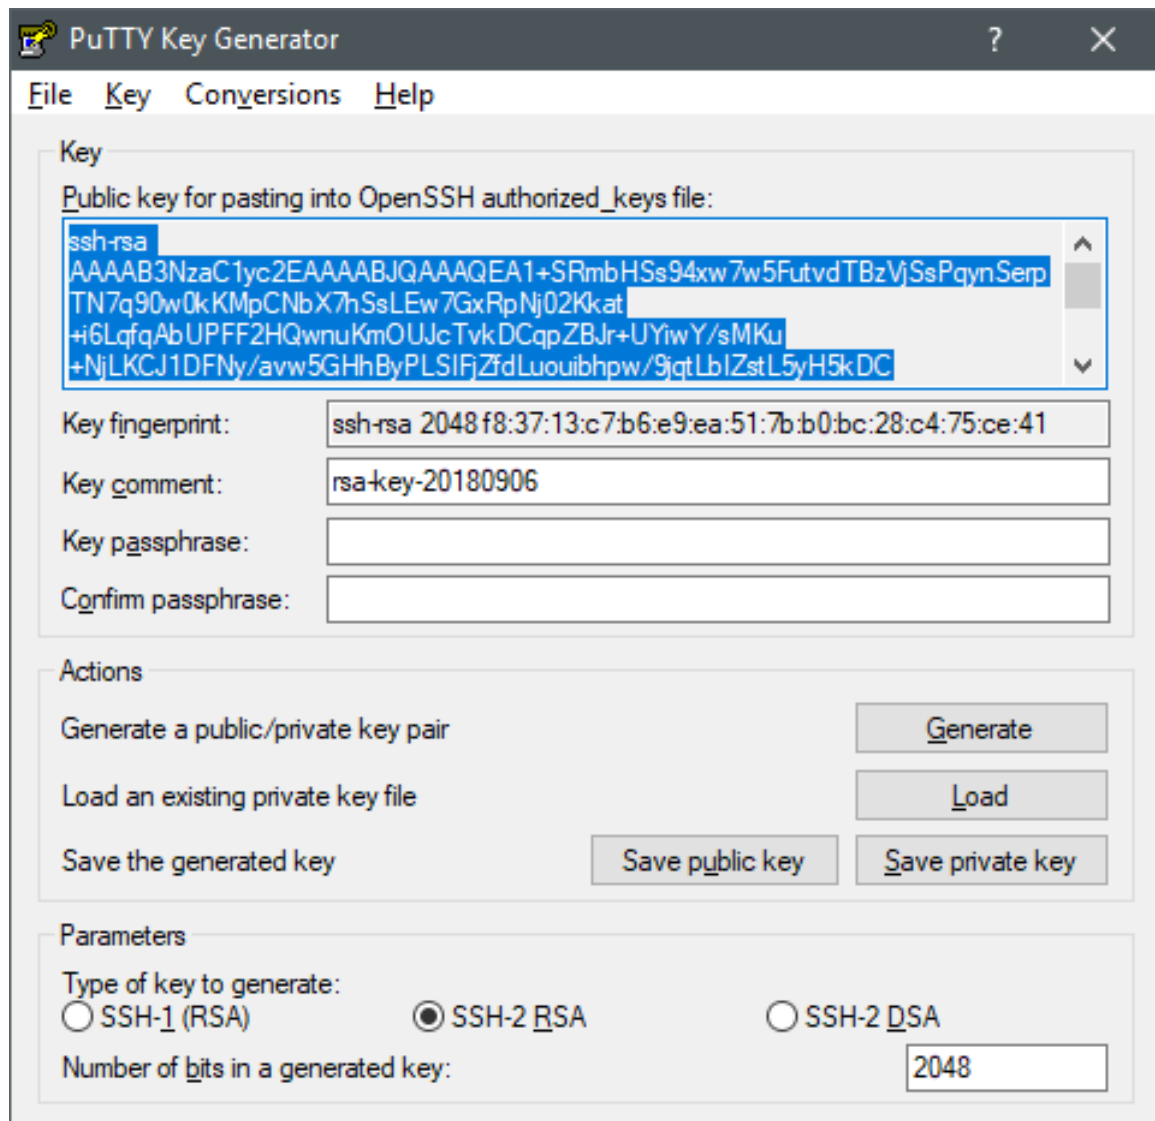 PuTTY Key Generator ?
File Key Conversions Help
Key
Public key for pasting into OpenSSH authorized_keys file:
ssh-rsa
AAAAB3NzaC1yc2EAAAABJQAAAQEA1+SRmbHSs94xw7w5FutvdTBzVjSsPqynSerp
TN7q90w0kKMpCNbX7hSsLEw7GxRpNj02Kkat
+i6LqfqAbUPFF2HQwnuKmOUJcTvkDCqpZBJr+UYiwY/sMKu
+NjLKCJ1DFNy/avw5GHhByPLSIFjZfdLuouibhpw/9jqtLbIZstL5yH5kDC
Key fingerprint: ssh-rsa 2048 f8:37:13:c7:b6:e9:ea:51:7b:b0:bc:28:c4:75:ce:41
Key comment: rsa-key-20180906
Key passphrase:
Confirm passphrase:
Actions
Generate a public/private key pair Generate
Load an existing private key file Load
Save the generated key Save public key Save private key
Parameters
Type of key to generate:
SSH-1 (RSA) SSH-2 RSA SSH-2 DSA
Number of bits in a generated key: 2048